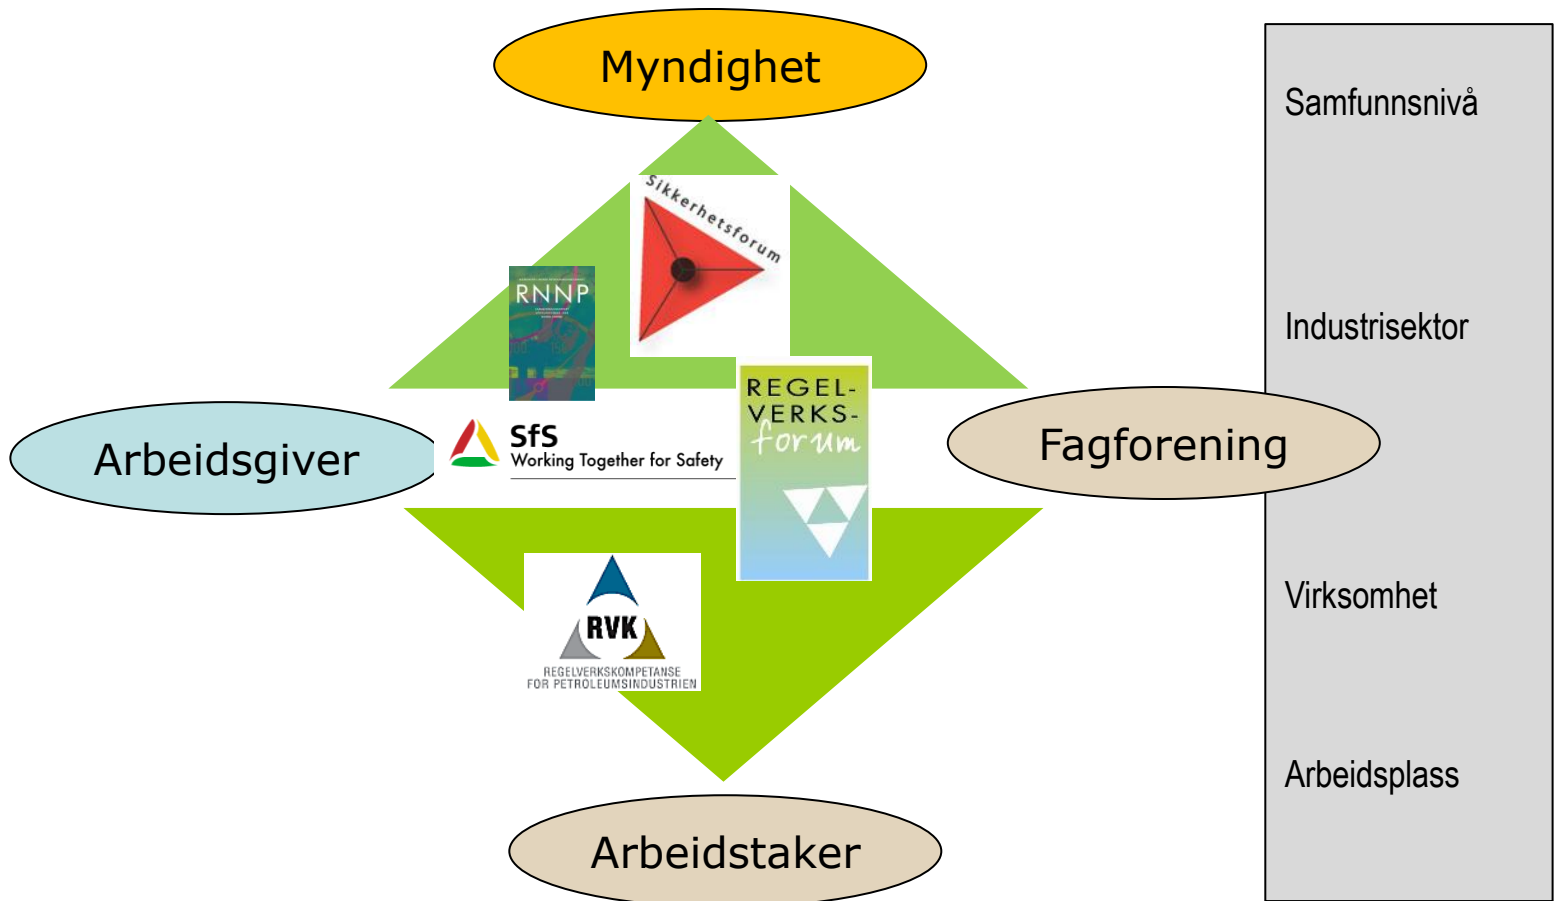 Myndighet
Samfunnsnivå
Sikkerhetsforum
RNNP
Industrisektor
REGEL-
VERKS-
forum
Arbeidsgiver
SfS
Working Together for Safety
Fagforening
RVK
REGELVERKSKOMPETANSE
FOR PETROLEUMSINDUSTRIEN
Virksomhet
Arbeidsplass
Arbeidstaker